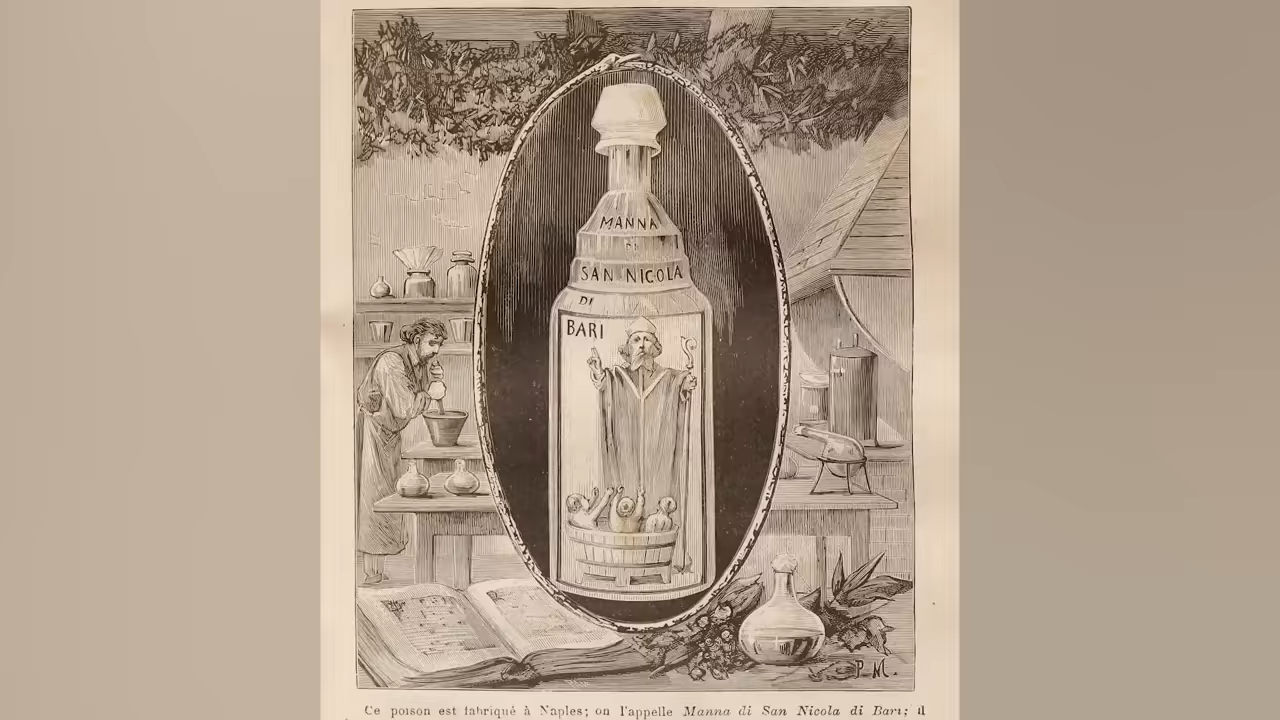 MANNA
DI
SAN NICOLA
DI
BARI
P. M.
Ce poison est fabriqué à Naples; on l'appelle Manna di San Nicola di Bari; il